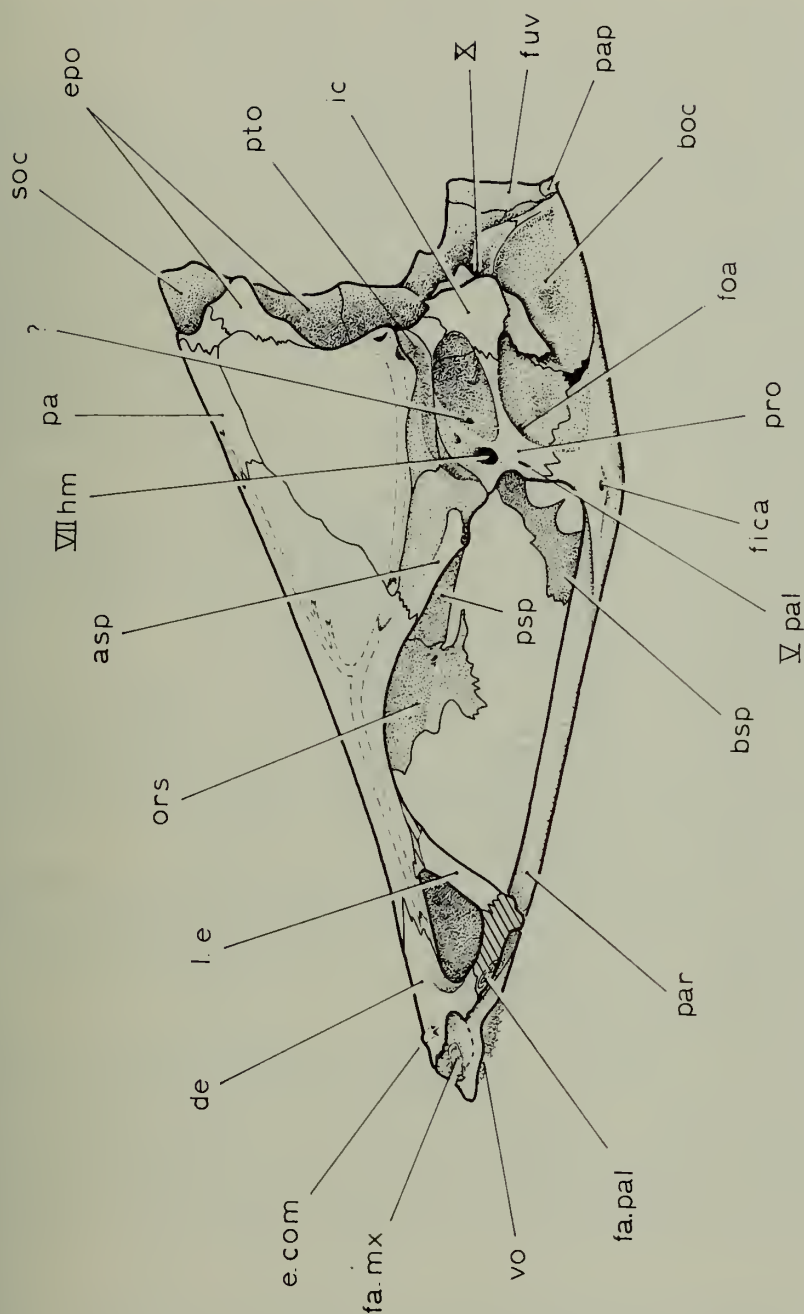 soc
epo
?
pto
pa
ic
VII hm
X
fuv
pap
asp
boc
ors
psp
foa
l.e
pro
de
fica
V pal
e.com
bsp
fa.mx
par
vo
fa.pal